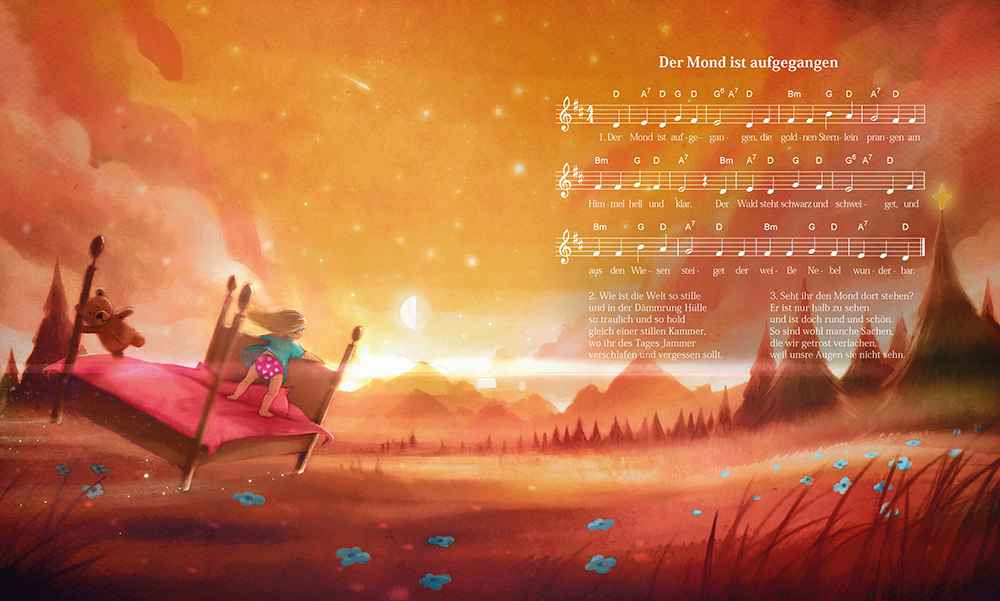 Der Mond ist aufgegangen
D A7 D G D G6 A7 D Bm G D A7 D
4 4
1. Der Mond ist auf-ge-gan-gen, die gold-nen Stern-lein pran-gen am
Bm G D A7 Bm A7 D G D G6 A7 D
Him-mel hell und klar. Der Wald steht schwarz und schwei-get, und
Bm G D A7 D Bm G D A7 D
aus den Wie-sen stei-get der wei-ße Ne-bel wun-der-bar.
2. Wie ist die Welt so stille
und in der Dämmrung Hülle
so traulich und so hold
gleich einer stillen Kammer,
wo ihr des Tages Jammer
verschlafen und vergessen sollt.
3. Seht ihr den Mond dort stehen?
Er ist nur halb zu sehen
und ist doch rund und schön.
So sind wohl manche Sachen,
die wir getrost verlachen,
weil unsre Augen sie nicht sehn.